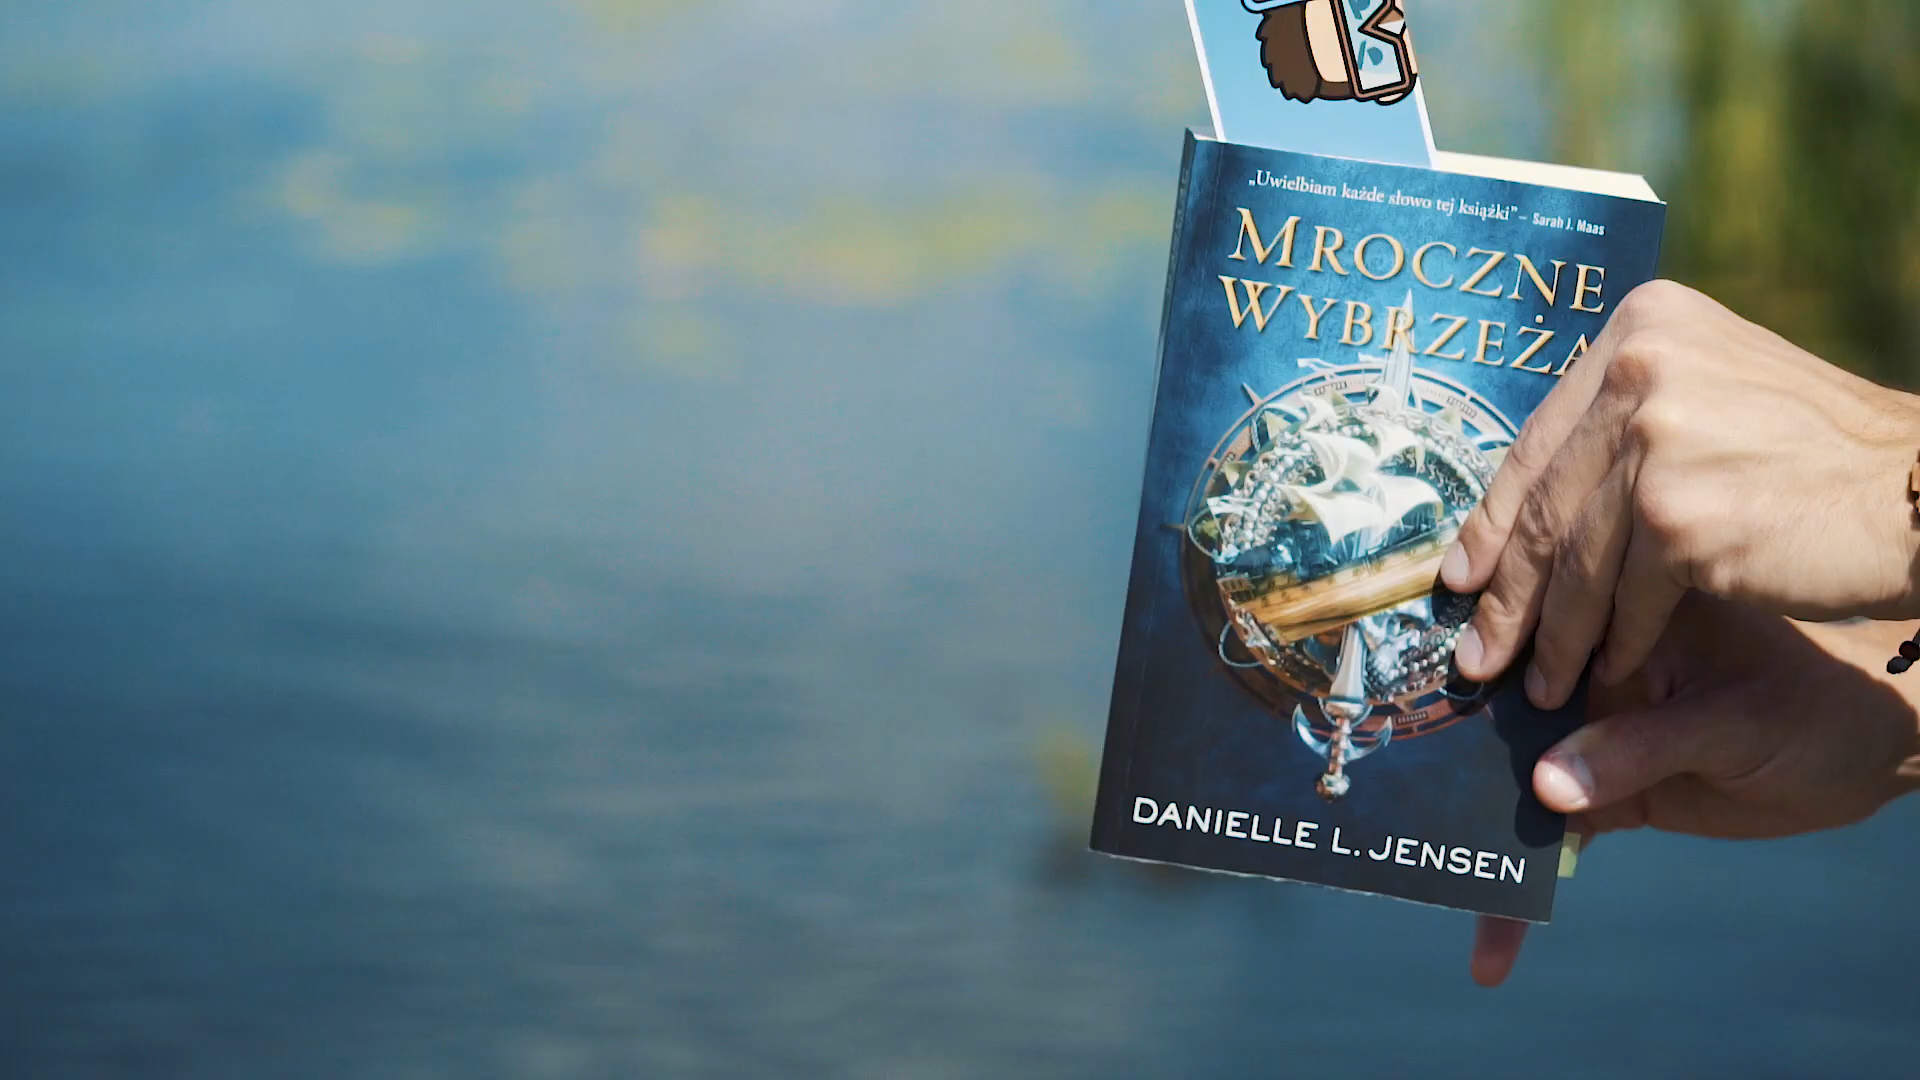 „Uwielbiam każde słowo tej książki” – Sarah J. Maas
MROCZNE
WYBRZEŻA
DANIELLE L. JENSEN